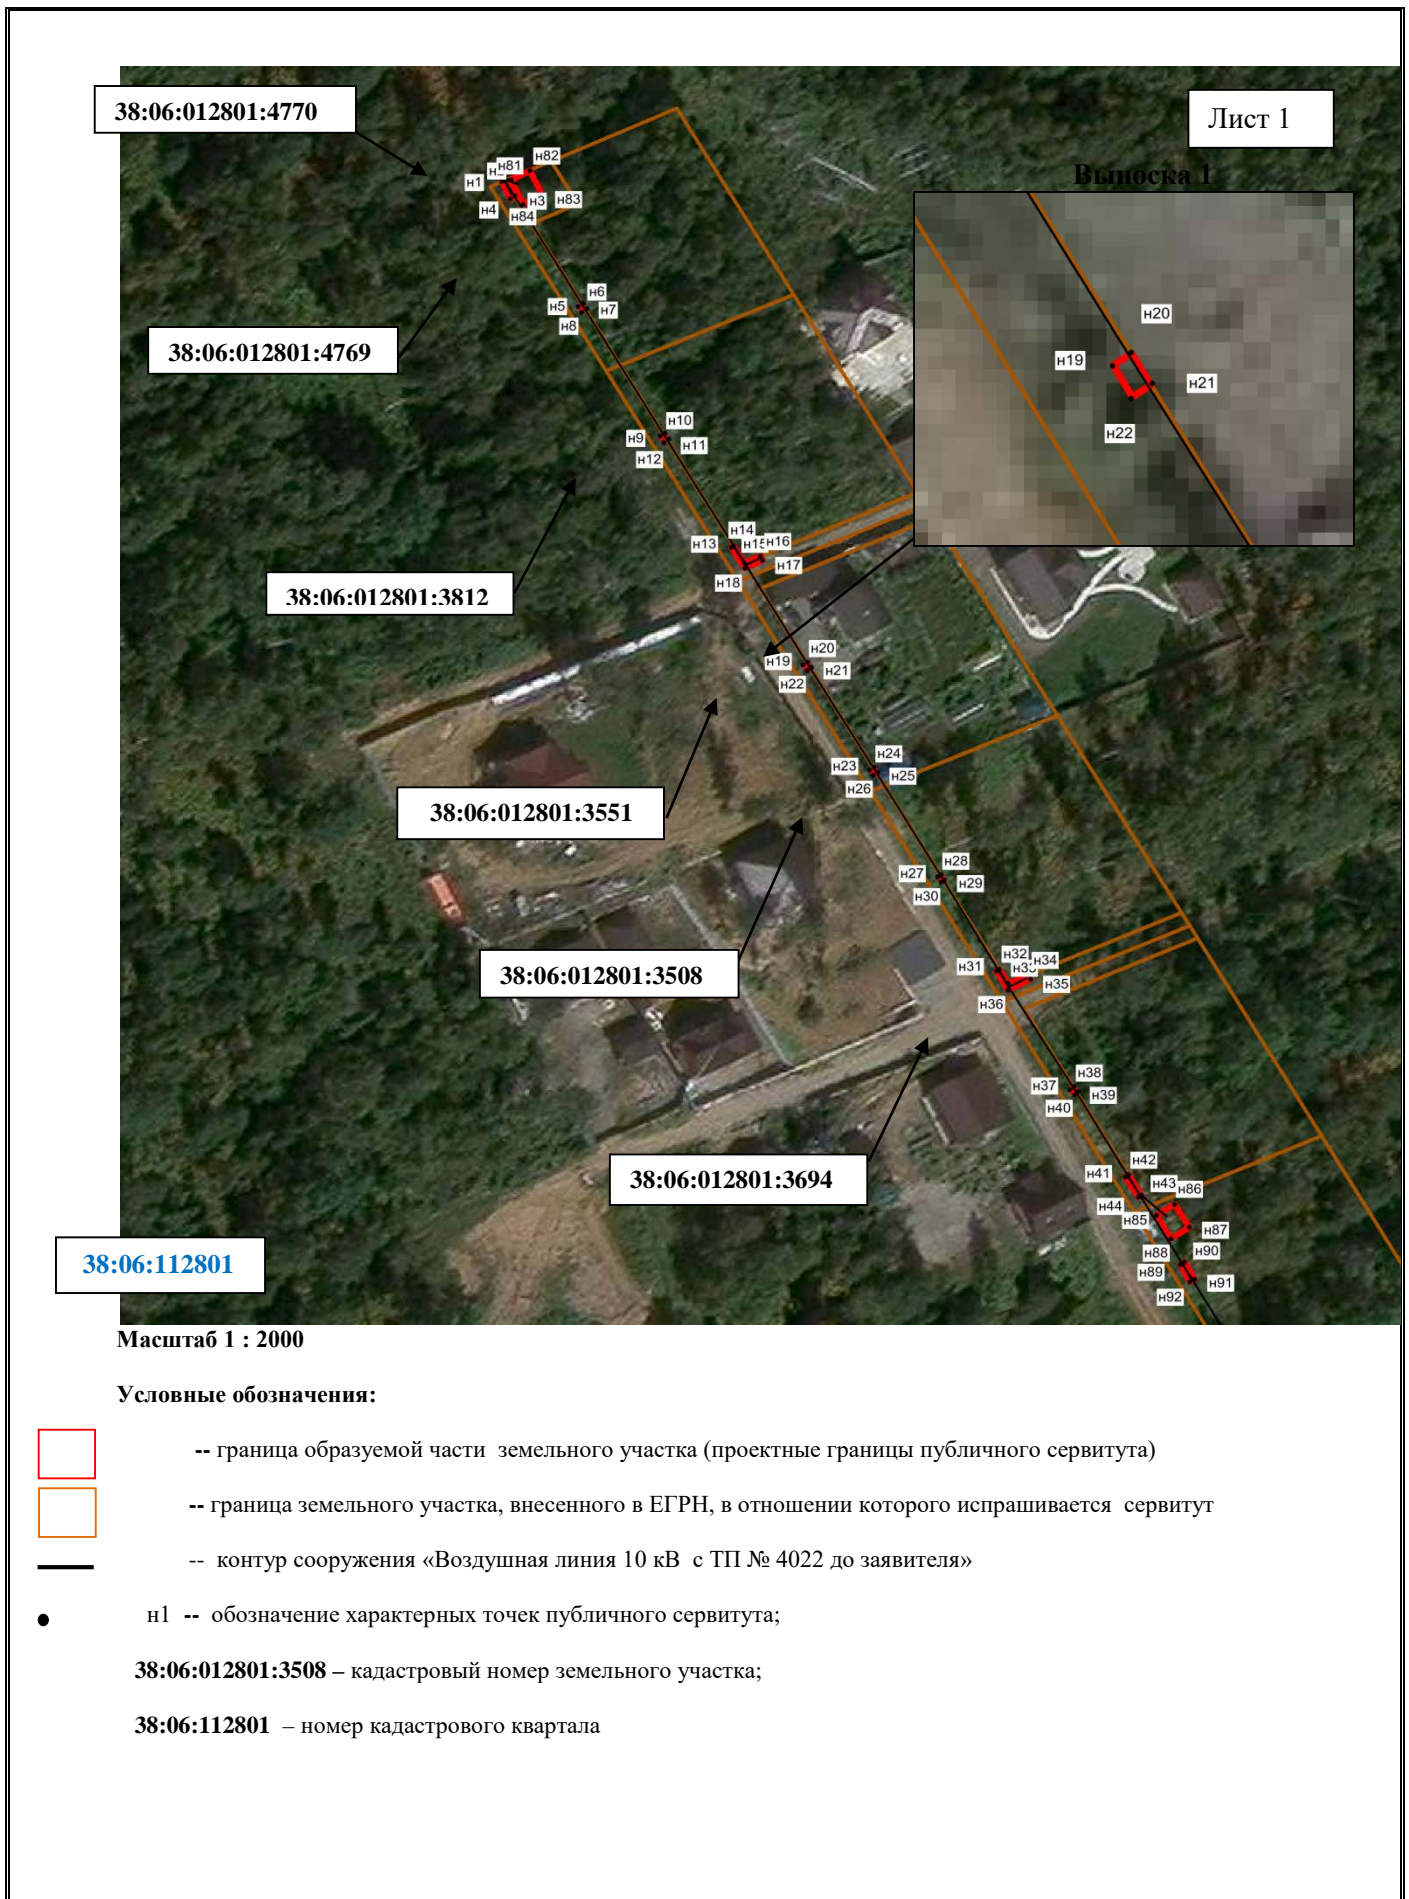 38:06:012801:4770
Лист 1
Выноска 1
н81
н82
н1
н3
н83
н4
н84
н20
н6
н5
н7
н8
38:06:012801:4769
н19
н21
н22
н10
н9
н11
н12
н14
н13
н16
н17
н18
38:06:012801:3812
н20
н19
н21
н22
н24
н23
н25
н26
38:06:012801:3551
н28
н27
н29
н30
н32
н34
н31
н33
н35
н36
38:06:012801:3508
н38
н37
н39
н40
38:06:012801:3694
н42
н41
н43
н86
н44
н85
н87
н88
н90
н89
н91
н92
38:06:112801
Масштаб 1 : 2000
Условные обозначения:
-- граница образуемой части земельного участка (проектные границы публичного сервитута)
-- граница земельного участка, внесенного в ЕГРН, в отношении которого испрашивается сервитут
-- контур сооружения «Воздушная линия 10 кВ с ТП № 4022 до заявителя»
н1 -- обозначение характерных точек публичного сервитута;
38:06:012801:3508 – кадастровый номер земельного участка;
38:06:112801 – номер кадастрового квартала